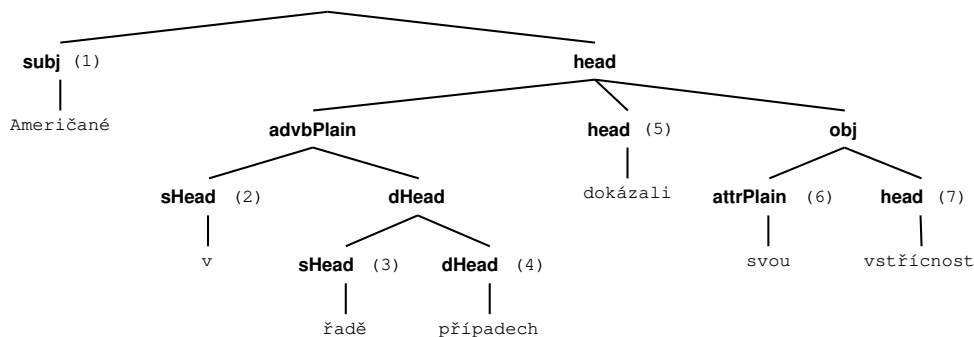 subj (1) head
Američané advbPlain head (5) obj
sHead (2) dHead dokázali attrPlain (6) head (7)
v sHead (3) dHead (4) svou vstřícnost
řadě případech